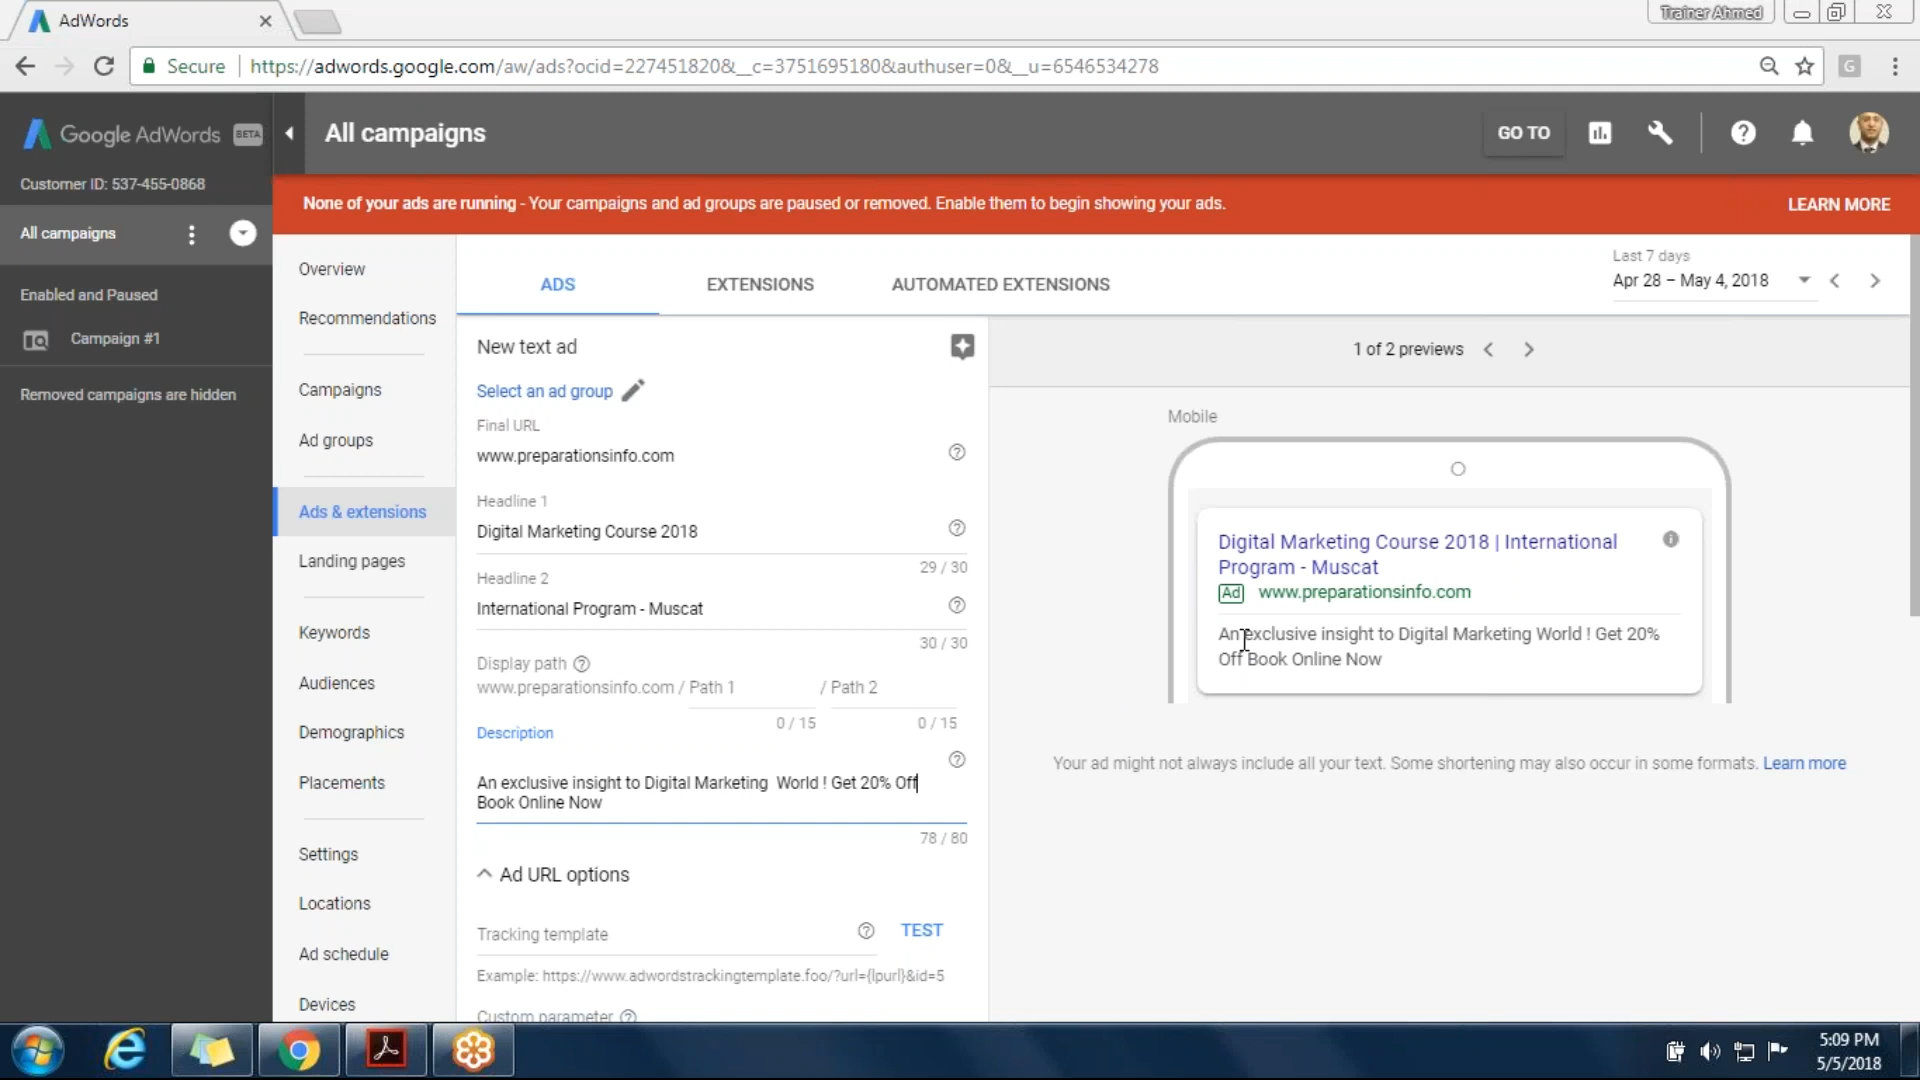 AdWords
Trainer Ahmed
Secure
https://adwords.google.com/aw/ads?ocid=227451820&__c=3751695180&authuser=0&__u=6546534278
G
Google AdWords BETA
All campaigns
GO TO
Customer ID: 537-455-0868
None of your ads are running - Your campaigns and ad groups are paused or removed. Enable them to begin showing your ads.
LEARN MORE
All campaigns
Enabled and Paused
Campaign #1
Removed campaigns are hidden
Overview
Recommendations
Campaigns
Ad groups
Ads & extensions
Landing pages
Keywords
Audiences
Demographics
Placements
Settings
Locations
Ad schedule
Devices
ADS
EXTENSIONS
AUTOMATED EXTENSIONS
Last 7 days
Apr 28 – May 4, 2018
New text ad
Select an ad group
Final URL
www.preparationsinfo.com
Headline 1
Digital Marketing Course 2018
29 / 30
Headline 2
International Program - Muscat
30 / 30
Display path
www.preparationsinfo.com / Path 1 / Path 2
0 / 15 0 / 15
Description
An exclusive insight to Digital Marketing  World ! Get 20% Off
Book Online Now
78 / 80
Ad URL options
Tracking template
TEST
Example: https://www.adwordstrackingtemplate.foo/?url={lpurl}&id=5
Custom parameter
1 of 2 previews
Mobile
Digital Marketing Course 2018 | International
Program - Muscat
Ad www.preparationsinfo.com
An exclusive insight to Digital Marketing World ! Get 20%
Off Book Online Now
Your ad might not always include all your text. Some shortening may also occur in some formats. Learn more
5:09 PM
5/5/2018